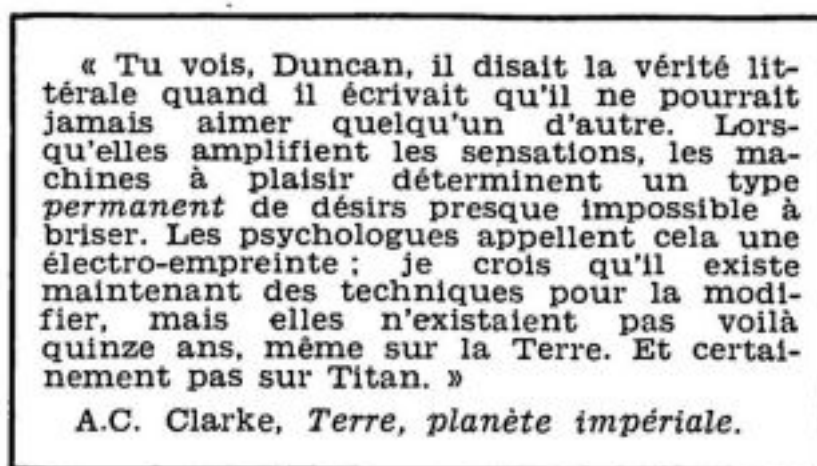 « Tu vois, Duncan, il disait la vérité lit-
térale quand il écrivait qu'il ne pourrait
jamais aimer quelqu'un d'autre. Lors-
qu'elles amplifient les sensations, les ma-
chines à plaisir déterminent un type
permanent de désirs presque impossible à
briser. Les psychologues appellent cela une
électro-empreinte ; je crois qu'il existe
maintenant des techniques pour la modi-
fier, mais elles n'existaient pas voilà
quinze ans, même sur la Terre. Et certai-
nement pas sur Titan. »
A.C. Clarke, Terre, planète impériale.